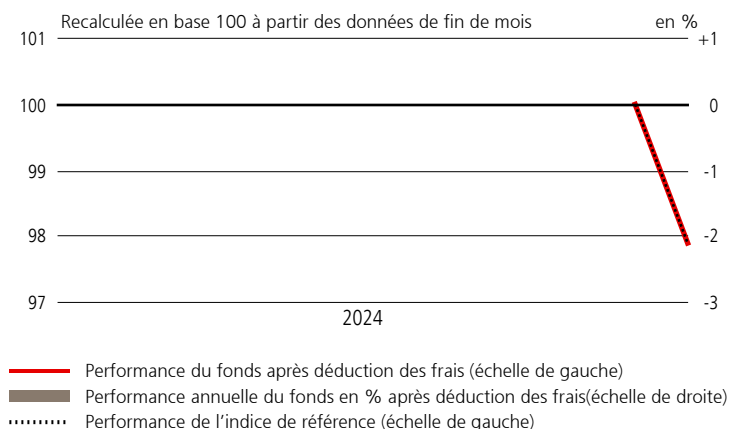 Recalculée en base 100 à partir des données de fin de mois en %
101 +1
100 0
99 -1
98 -2
97 -3
2024
Performance du fonds après déduction des frais (échelle de gauche)
Performance annuelle du fonds en % après déduction des frais(échelle de droite)
Performance de l’indice de référence (échelle de gauche)